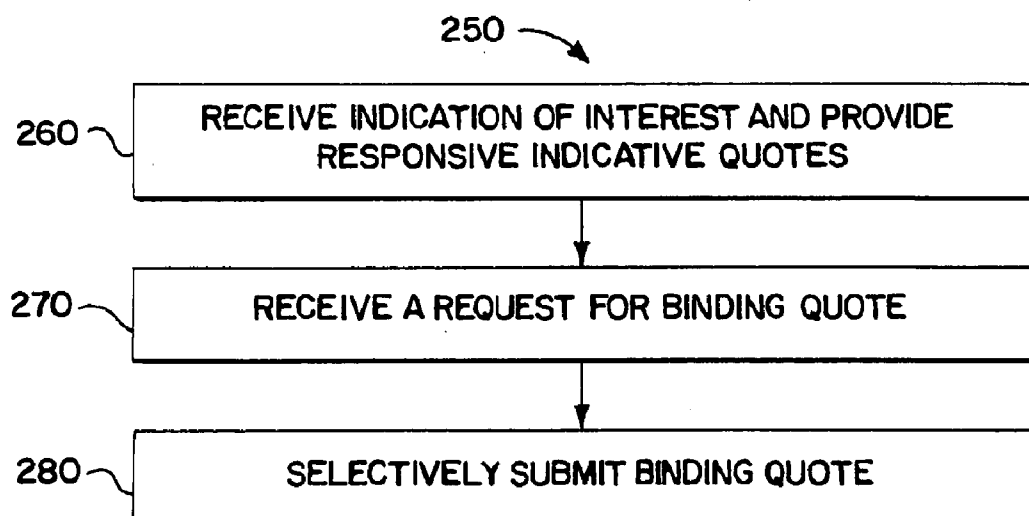 250
260
RECEIVE INDICATION OF INTEREST AND PROVIDE
RESPONSIVE INDICATIVE QUOTES
270
RECEIVE A REQUEST FOR BINDING QUOTE
280
SELECTIVELY SUBMIT BINDING QUOTE